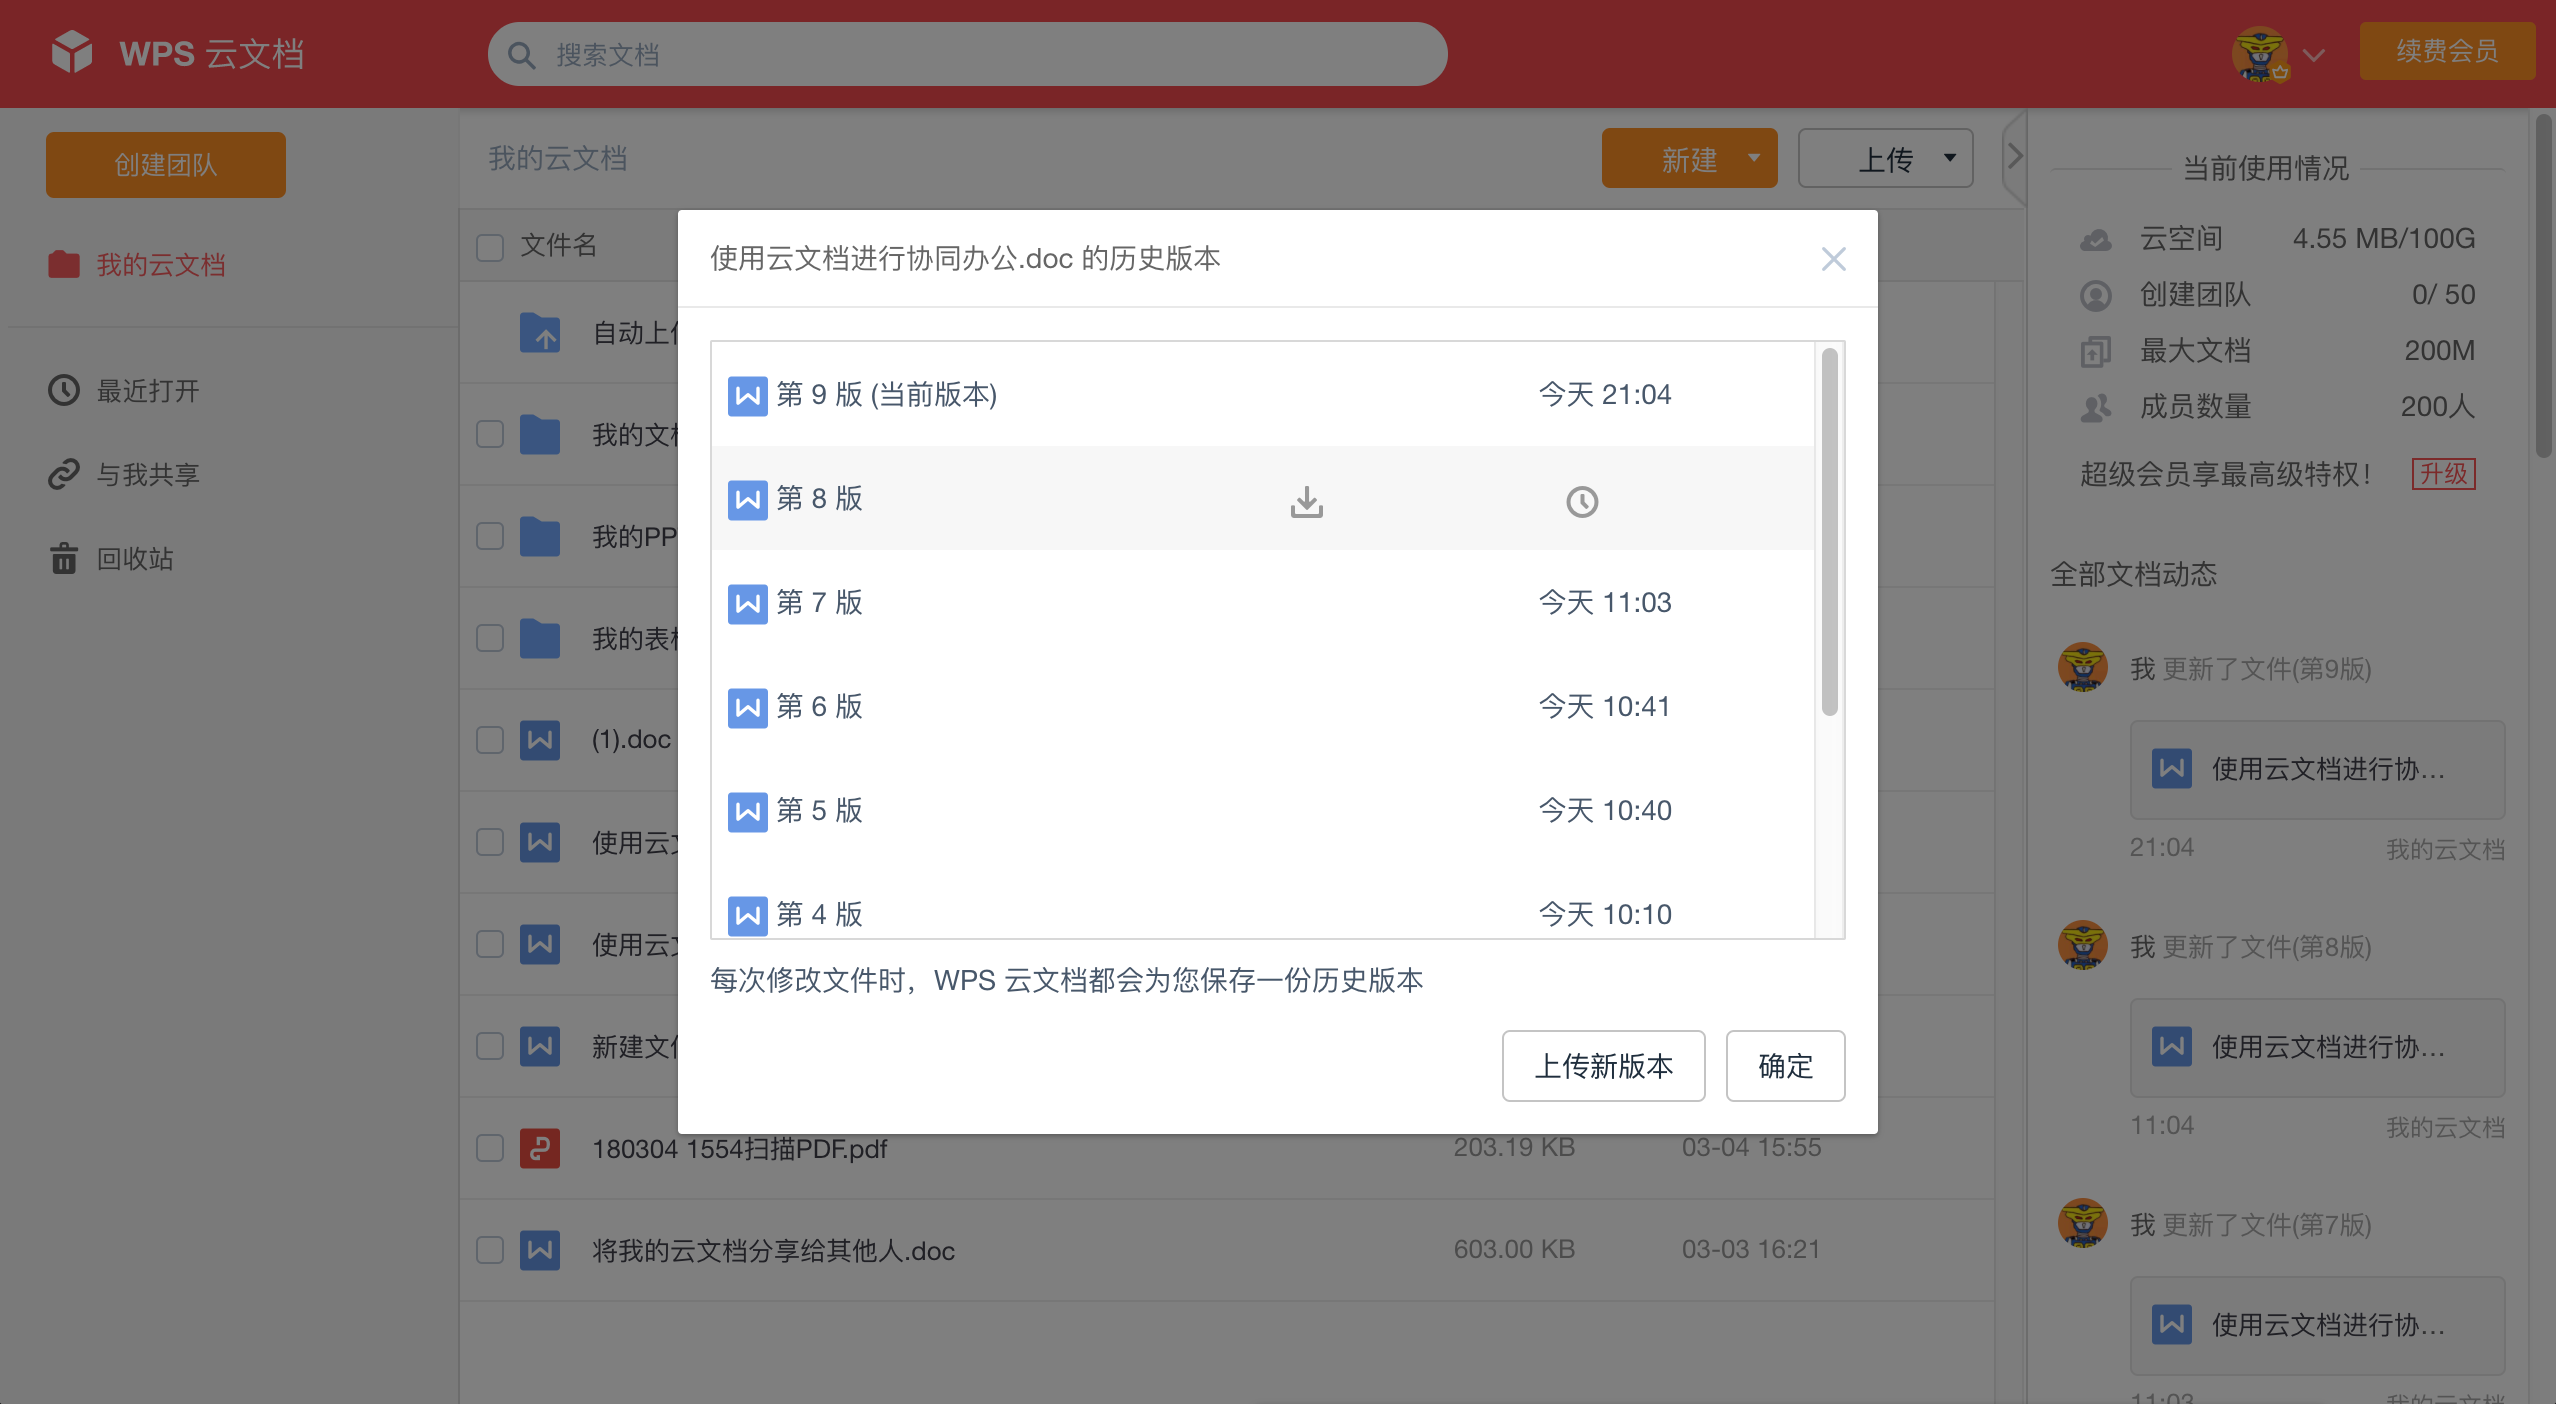 WPS 云文档
搜索文档
续费会员
创建团队
我的云文档
最近打开
与我共享
回收站
我的云文档
新建
上传
文件名
自动上
我的文
我的PP
我的表
(1).doc
使用云
使用云
新建文
180304 1554扫描PDF.pdf 203.19 KB 03-04 15:55
将我的云文档分享给其他人.doc 603.00 KB 03-03 16:21
使用云文档进行协同办公.doc 的历史版本
第 9 版 (当前版本) 今天 21:04
第 8 版
第 7 版 今天 11:03
第 6 版 今天 10:41
第 5 版 今天 10:40
第 4 版 今天 10:10
每次修改文件时，WPS 云文档都会为您保存一份历史版本
上传新版本 确定
当前使用情况
云空间 4.55 MB/100G
创建团队 0/ 50
最大文档 200M
成员数量 200人
超级会员享最高级特权！ 升级
全部文档动态
我 更新了文件(第9版)
使用云文档进行协...
21:04 我的云文档
我 更新了文件(第8版)
使用云文档进行协...
11:04 我的云文档
我 更新了文件(第7版)
使用云文档进行协...
11:03 我的云文档